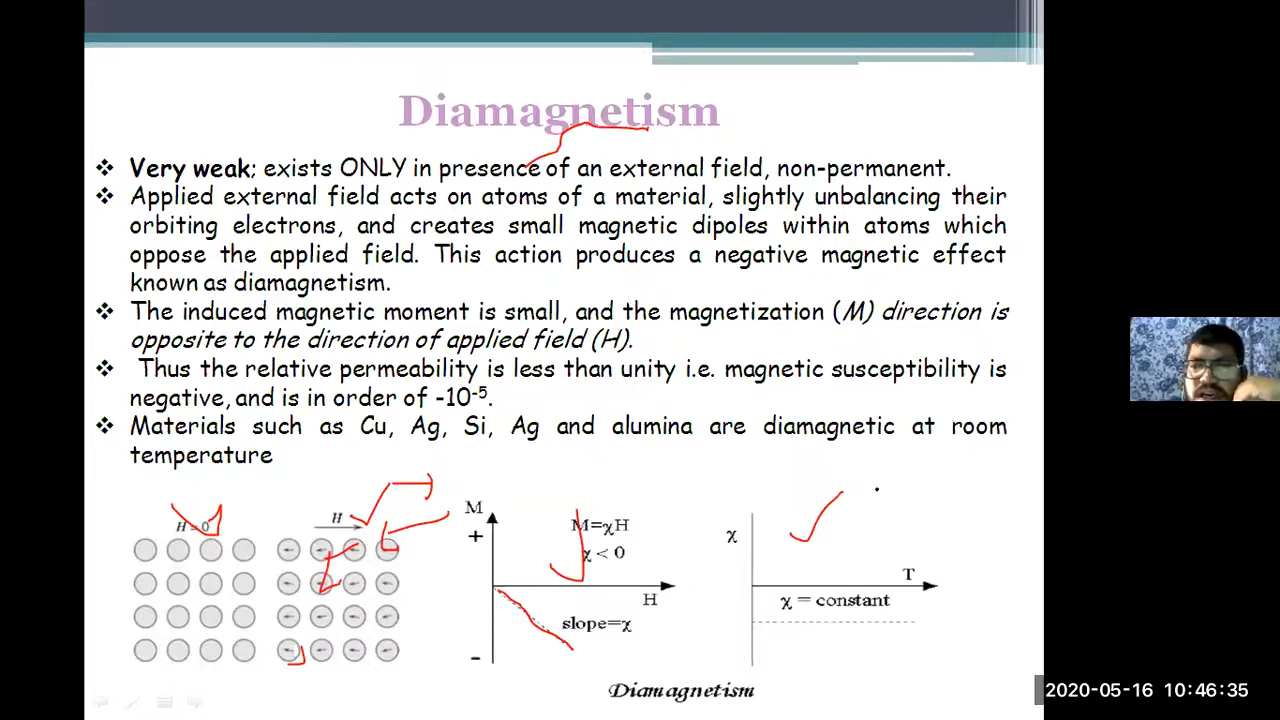 Diamagnetism
❖ Very weak; exists ONLY in presence of an external field, non-permanent.
❖ Applied external field acts on atoms of a material, slightly unbalancing their
orbiting electrons, and creates small magnetic dipoles within atoms which
oppose the applied field. This action produces a negative magnetic effect
known as diamagnetism.
❖ The induced magnetic moment is small, and the magnetization (M) direction is
opposite to the direction of applied field (H).
❖ Thus the relative permeability is less than unity i.e. magnetic susceptibility is
negative, and is in order of -10⁻⁵.
❖ Materials such as Cu, Ag, Si, Ag and alumina are diamagnetic at room
temperature
H = 0
H
M
+
-
M=χH
χ < 0
H
slope=χ
χ
T
χ = constant
Diamagnetism
2020-05-16 10:46:35